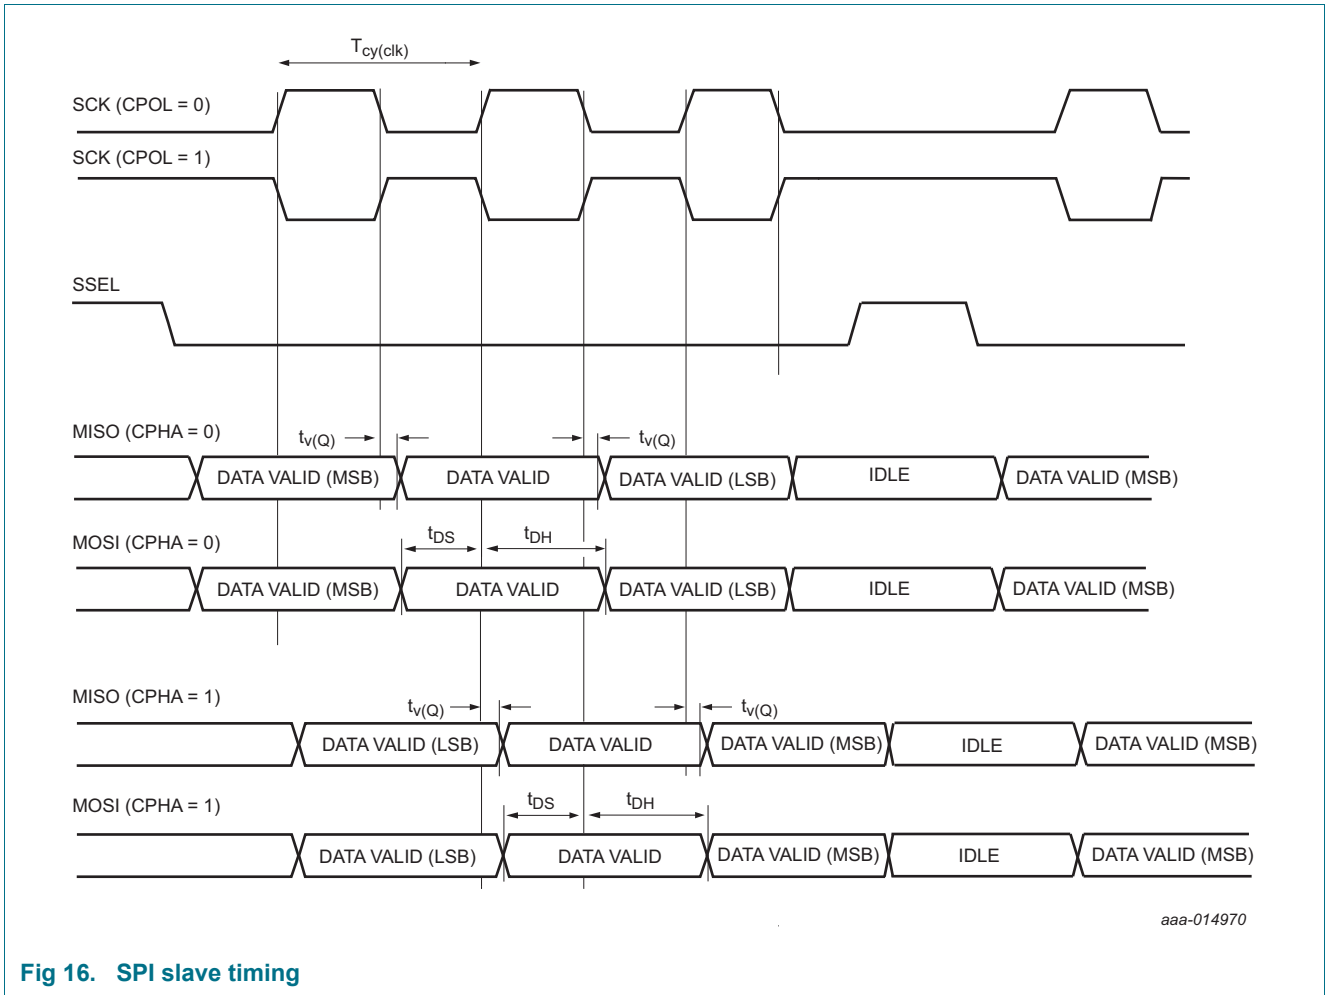 Tcy(clk)
SCK (CPOL = 0)
SCK (CPOL = 1)
SSEL
MISO (CPHA = 0)
tv(Q) tv(Q)
DATA VALID (MSB) DATA VALID DATA VALID (LSB) IDLE DATA VALID (MSB)
MOSI (CPHA = 0)
tDS tDH
DATA VALID (MSB) DATA VALID DATA VALID (LSB) IDLE DATA VALID (MSB)
MISO (CPHA = 1)
tv(Q) tv(Q)
DATA VALID (LSB) DATA VALID DATA VALID (MSB) IDLE DATA VALID (MSB)
MOSI (CPHA = 1)
tDS tDH
DATA VALID (LSB) DATA VALID DATA VALID (MSB) IDLE DATA VALID (MSB)
aaa-014970
Fig 16. SPI slave timing